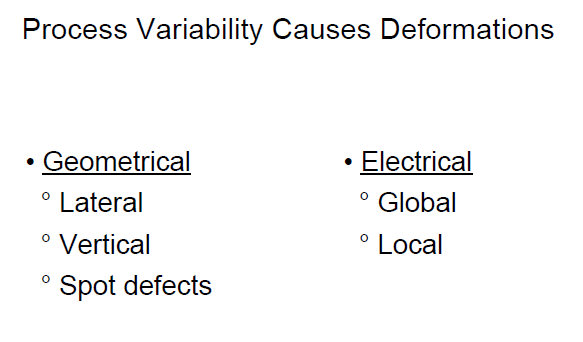 Process Variability Causes Deformations
• Geometrical
° Lateral
° Vertical
° Spot defects
• Electrical
° Global
° Local